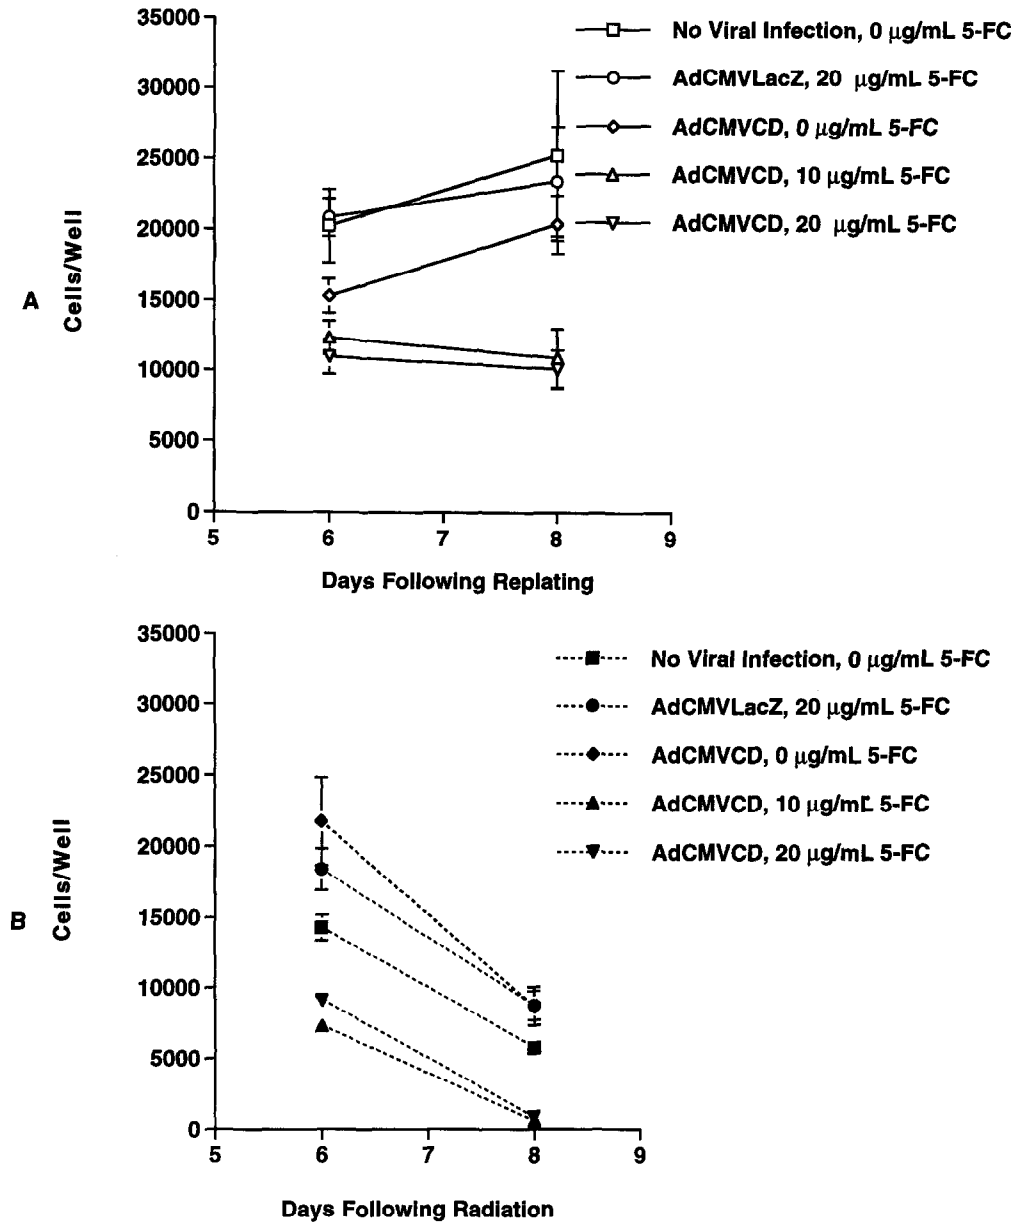 35000
30000
25000
20000
15000
10000
5000
0
5 6 7 8 9
Cells/Well
A
Days Following Replating
No Viral Infection, 0 μg/mL 5-FC
AdCMVLacZ, 20 μg/mL 5-FC
AdCMVCD, 0 μg/mL 5-FC
AdCMVCD, 10 μg/mL 5-FC
AdCMVCD, 20 μg/mL 5-FC
35000
30000
25000
20000
15000
10000
5000
0
5 6 7 8 9
Cells/Well
B
Days Following Radiation
No Viral Infection, 0 μg/mL 5-FC
AdCMVLacZ, 20 μg/mL 5-FC
AdCMVCD, 0 μg/mL 5-FC
AdCMVCD, 10 μg/mL 5-FC
AdCMVCD, 20 μg/mL 5-FC